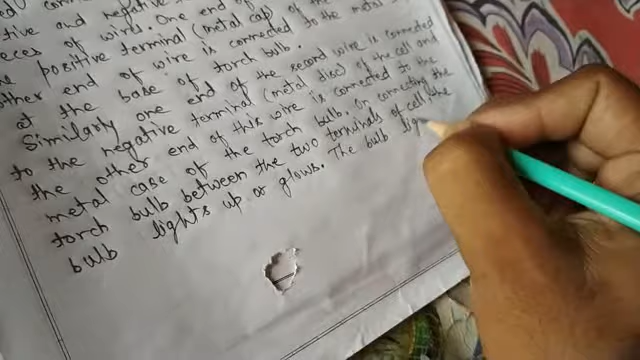 tive and negative
eces of wires. One end of
he positive terminal (metal cap of the
other end of wire is connected to the metal
at the base of torch bulb.
Similarly one end of the second wire is connected
to the negative terminal (metal disc) of the cell and
the other end of this wire is connected to the
metal case of the torch bulb. On connecting the
torch bulb between the two terminals of cell, the
bulb lights up or glows. The bulb lig